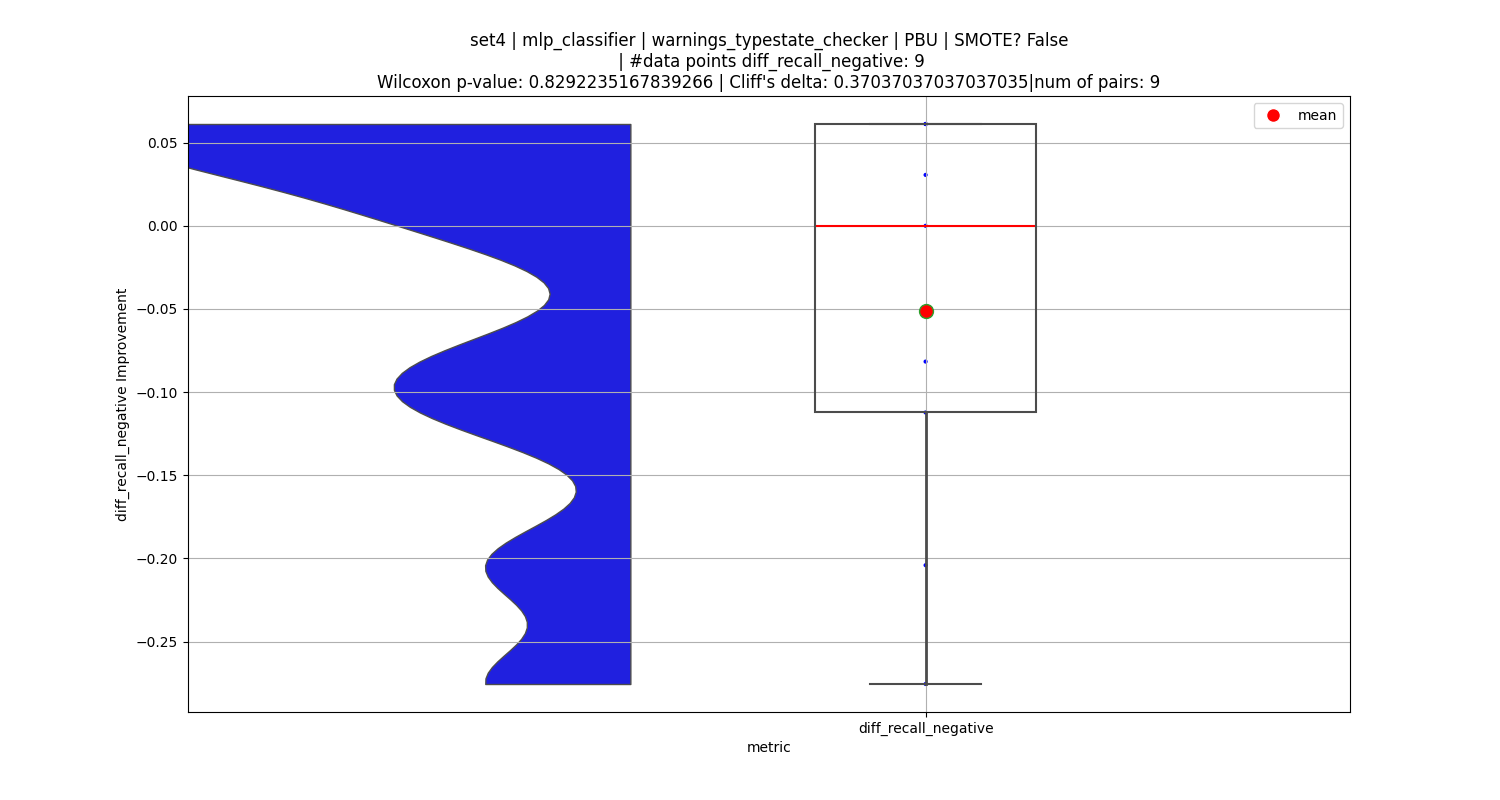 set4 | mlp_classifier | warnings_typestate_checker | PBU | SMOTE? False
| #data points diff_recall_negative: 9
Wilcoxon p-value: 0.8292235167839266 | Cliff's delta: 0.37037037037037035|num of pairs: 9
mean
0.05
0.00
−0.05
−0.10
−0.15
−0.20
−0.25
diff_recall_negative Improvement
diff_recall_negative
metric